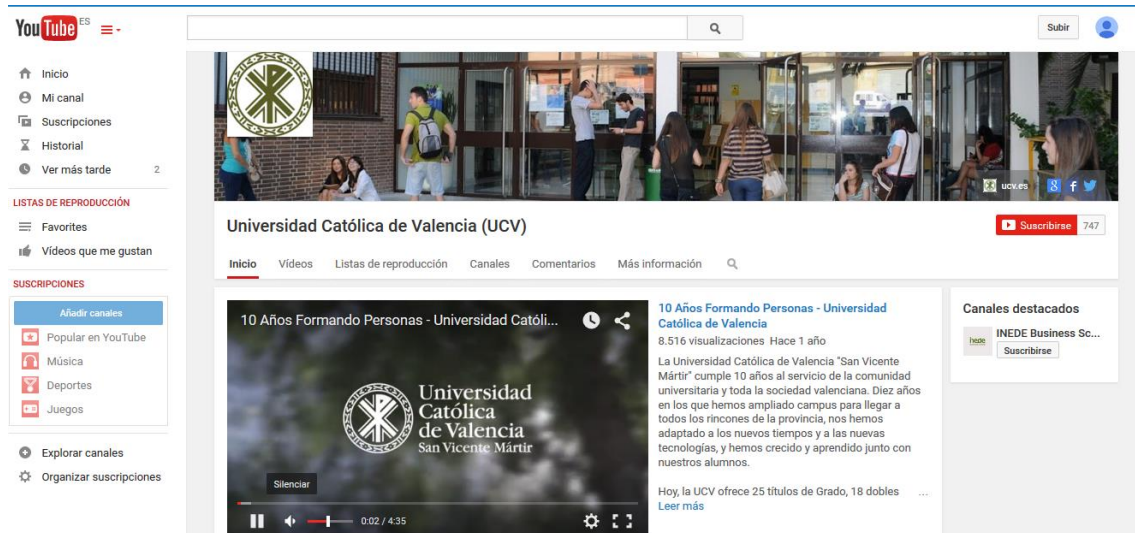 YouTube ES
Subir
Inicio
Mi canal
Suscripciones
Historial
Ver más tarde 2
LISTAS DE REPRODUCCIÓN
Favorites
Vídeos que me gustan
SUSCRIPCIONES
Añadir canales
Popular en YouTube
Música
Deportes
Juegos
Explorar canales
Organizar suscripciones
ucv.es 8 f
Universidad Católica de Valencia (UCV)
Suscribirse 747
Inicio Vídeos Listas de reproducción Canales Comentarios Más información
10 Años Formando Personas - Universidad Católi...
Universidad
Católica
de Valencia
San Vicente Mártir
Silenciar
0:02 / 4:35
10 Años Formando Personas - Universidad
Católica de Valencia
8.516 visualizaciones Hace 1 año
La Universidad Católica de Valencia "San Vicente
Mártir" cumple 10 años al servicio de la comunidad
universitaria y toda la sociedad valenciana. Diez años
en los que hemos ampliado campus para llegar a
todos los rincones de la provincia, nos hemos
adaptado a los nuevos tiempos y a las nuevas
tecnologías, y hemos crecido y aprendido junto con
nuestros alumnos.
Hoy, la UCV ofrece 25 títulos de Grado, 18 dobles ...
Leer más
Canales destacados
inede
INEDE Business Sc...
Suscribirse